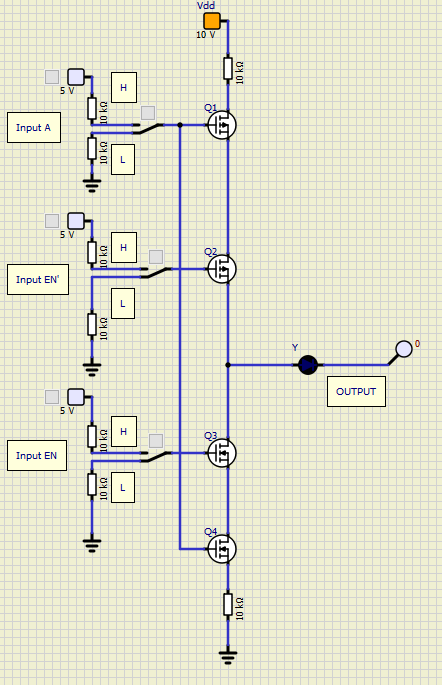 Vdd
10 V
10 kΩ
5 V
H
10 kΩ
Q1
Input A
10 kΩ
L
5 V
H
10 kΩ
Q2
Input EN'
L
10 kΩ
Y
0
OUTPUT
5 V
H
10 kΩ
Q3
Input EN
10 kΩ
L
Q4
10 kΩ